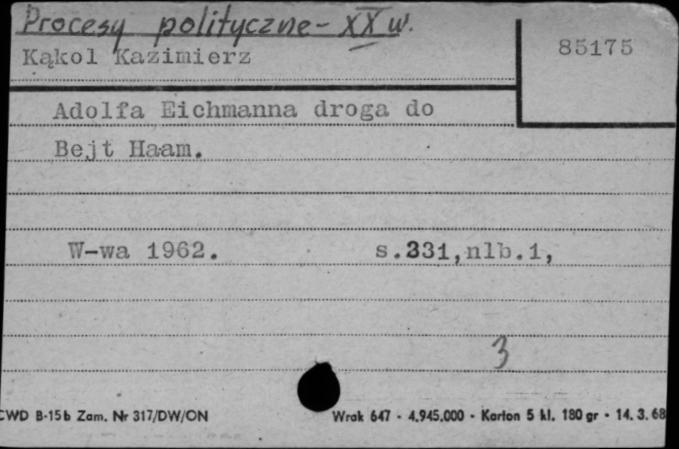 Procesy polityczne - XX w.
85175
Kąkol Kazimierz
Adolfa Eichmanna droga do
Bejt Haam.
W-wa 1962. s.331,nlb.1,
3
CWD B-15b Zam. Nr 317/DW/ON Wrak 647 - 4.945.000 - Karton 5 kl. 180 gr - 14. 3. 68